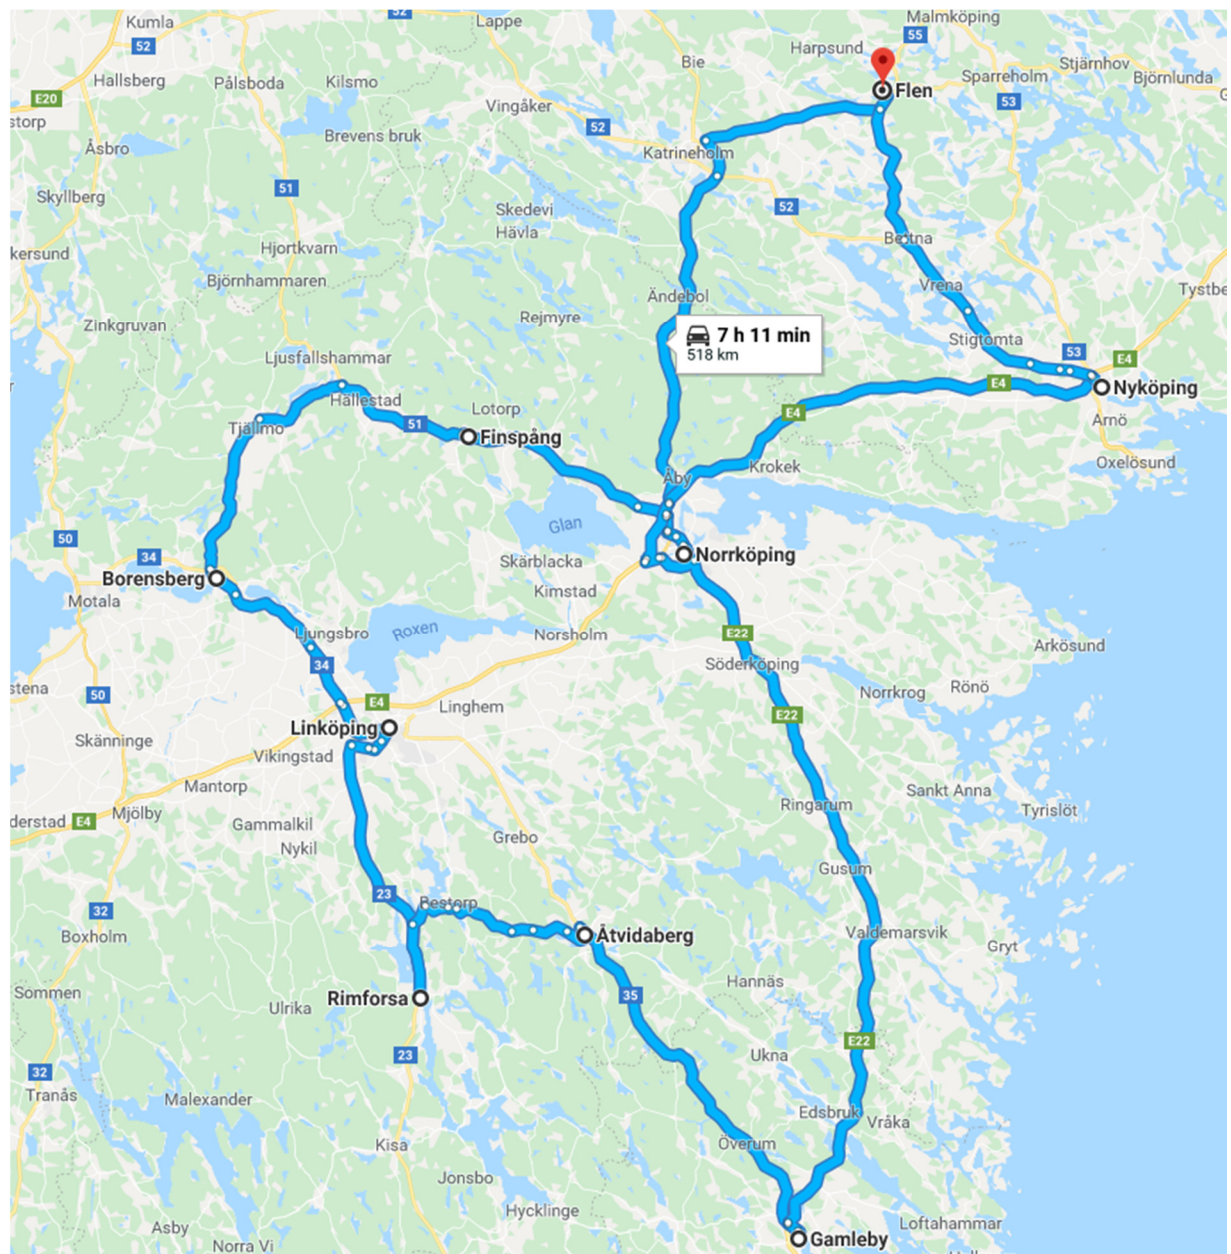 Kumla
52
Lappe
Malmköping
52
55
Harpsund
Hallsberg
Pålsboda
Kilsmo
Bie
Stjärnhov
Sparreholm
Björnlunda
Flen
E20
storp
Vingåker
53
Brevens bruk
52
Åsbro
Katrineholm
51
Skyllberg
52
Skedevi
Hävla
kersund
Hjortkvarn
Bettna
Björnhammaren
Vrena
Tystbe
Ändebol
Zinkgruvan
Rejmyre
7 h 11 min
518 km
Stigtomta
53
E4
Ljusfallshammar
E4
Nyköping
Hällestad
Lotorp
E4
Arnö
Tjällmo
51
Finspång
Krokek
Oxelösund
Åby
Glan
50
34
Skärblacka
Norrköping
Borensberg
Kimstad
Motala
Ljungsbro
Roxen
Norsholm
E22
Arkösund
34
Söderköping
stena
50
E4
Linghem
Norrkrog
Rönö
E22
Linköping
Skänninge
Vikingstad
Mantorp
Sankt Anna
Ringarum
Tyrislöt
derstad
E4
Mjölby
Gammalkil
Grebo
Nykil
Gusum
23
Bestorp
32
Boxholm
Åtvidaberg
Valdemarsvik
Gryt
Hannäs
Sommen
Rimforsa
35
Ulrika
E22
23
Ukna
32
Tranås
Malexander
Edsbruk
Vråka
Kisa
Överum
Jonsbo
Hycklinge
Loftahammar
Asby
Norra Vi
Gamleby